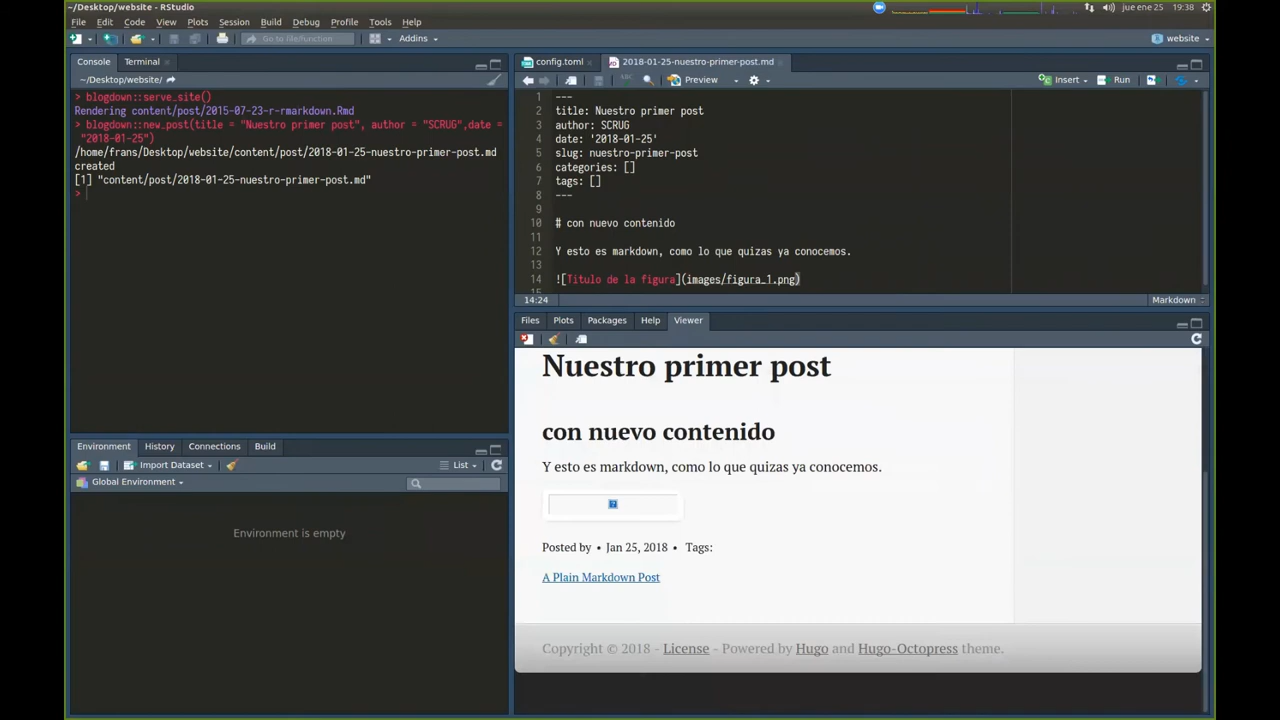 ~/Desktop/website - RStudio
jue ene 25 19:38
File Edit Code View Plots Session Build Debug Profile Tools Help
Go to file/function Addins website
Console Terminal
~/Desktop/website/
> blogdown::serve_site()
Rendering content/post/2015-07-23-r-rmarkdown.Rmd
> blogdown::new_post(title = "Nuestro primer post", author = "SCRUG",date =
"2018-01-25")
/home/frans/Desktop/website/content/post/2018-01-25-nuestro-primer-post.md
created
[1] "content/post/2018-01-25-nuestro-primer-post.md"
>
config.toml 2018-01-25-nuestro-primer-post.md
ABC Preview Insert Run
1 ---
2 title: Nuestro primer post
3 author: SCRUG
4 date: '2018-01-25'
5 slug: nuestro-primer-post
6 categories: []
7 tags: []
8 ---
9
10 # con nuevo contenido
11
12 Y esto es markdown, como lo que quizas ya conocemos.
13
14 ![Titulo de la figura](images/figura_1.png)
15
14:24 Markdown
Environment History Connections Build
Import Dataset List
Global Environment
Environment is empty
Files Plots Packages Help Viewer
Nuestro primer post
con nuevo contenido
Y esto es markdown, como lo que quizas ya conocemos.
?
Posted by • Jan 25, 2018 • Tags:
A Plain Markdown Post
Copyright © 2018 - License - Powered by Hugo and Hugo-Octopress theme.